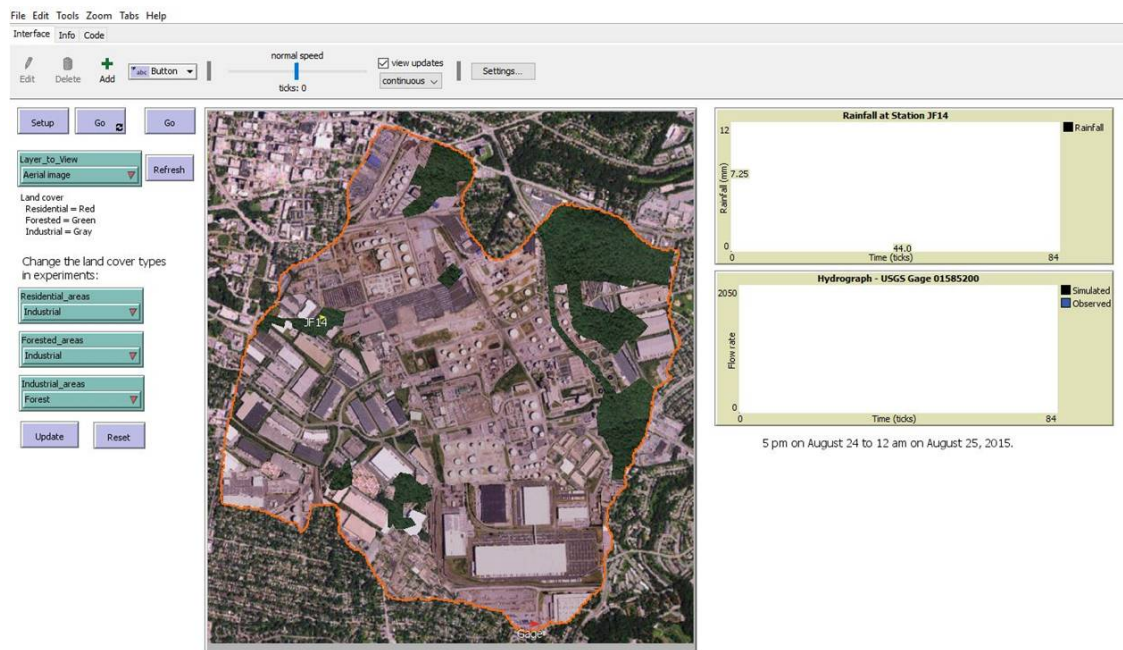 File Edit Tools Zoom Tabs Help
Interface Info Code
Edit Delete Add abc Button normal speed ticks: 0 view updates continuous Settings...
Setup Go Go
Layer_to_View
Aerial image
Refresh
Land cover
Residential = Red
Forested = Green
Industrial = Gray
Change the land cover types
in experiments:
Residential_areas
Industrial
Forested_areas
Industrial
Industrial_areas
Forest
Update Reset
JF14
Gage
Rainfall at Station JF14
12
Rainfall (mm)
7.25
0
0 44.0 84
Time (ticks)
Rainfall
Hydrograph - USGS Gage 01585200
2050
Flow rate
0
0 Time (ticks) 84
Simulated
Observed
5 pm on August 24 to 12 am on August 25, 2015.